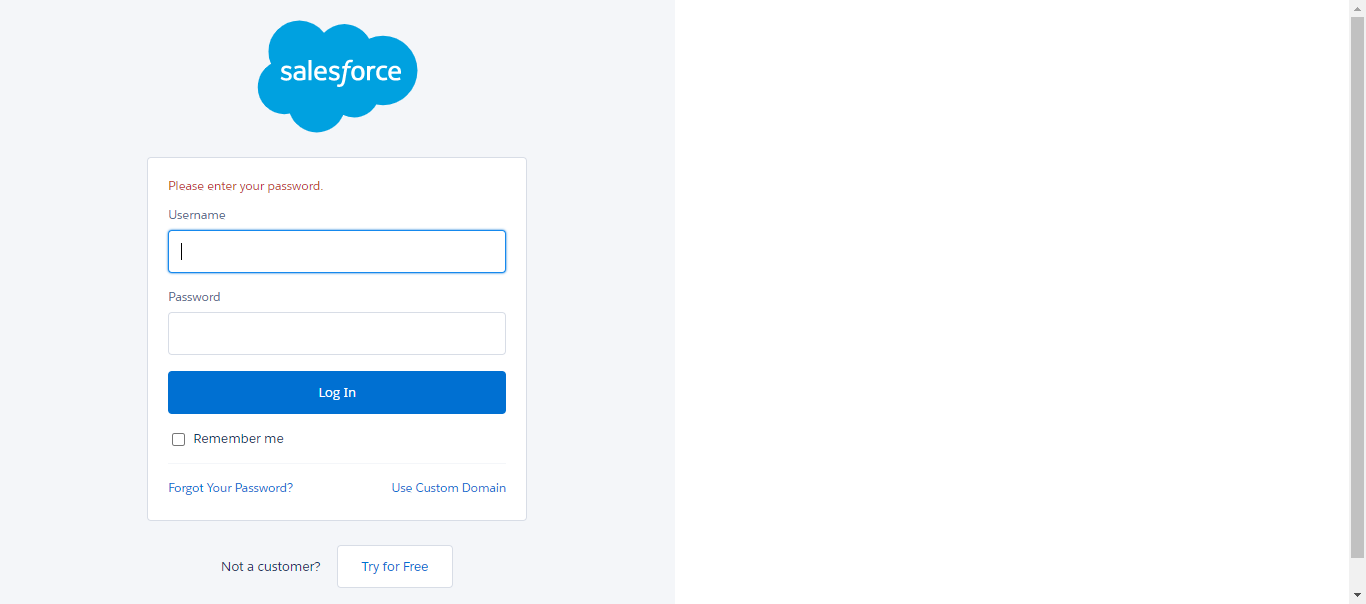 salesforce
Please enter your password.
Username
Password
Log In
Remember me
Forgot Your Password? Use Custom Domain
Not a customer? Try for Free